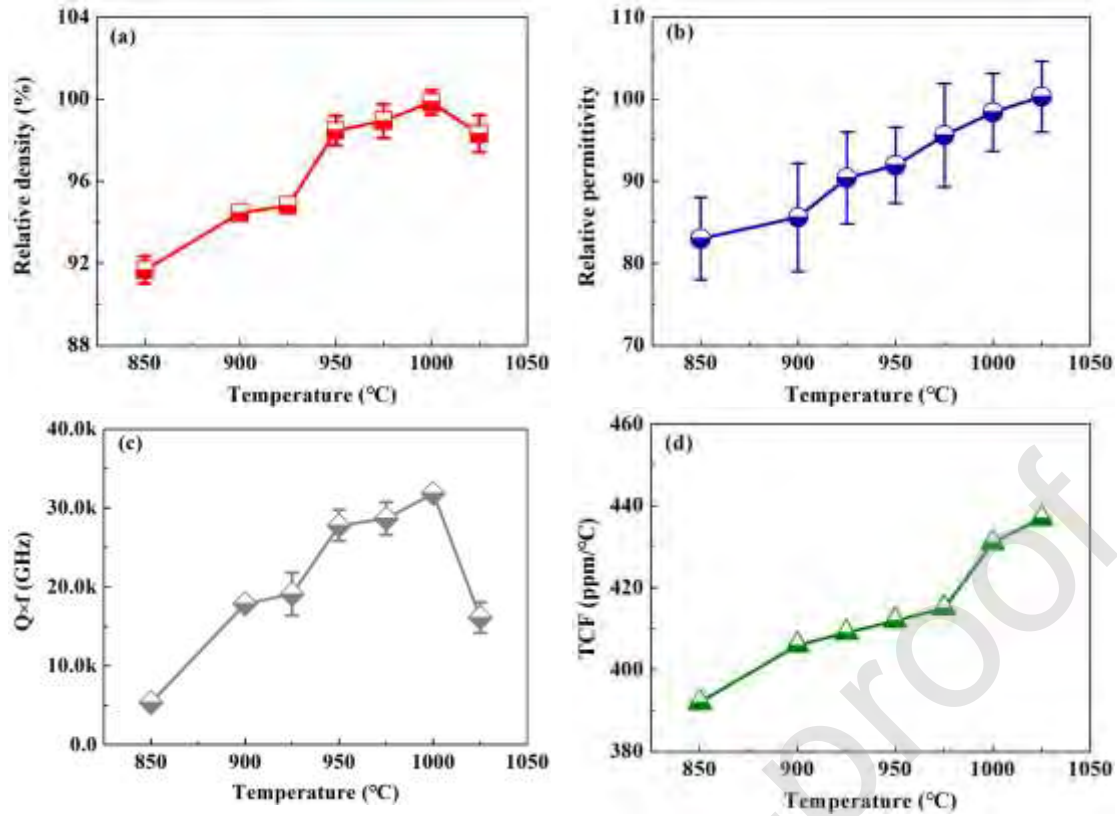 (a)
Relative density (%)
104
100
96
92
88
850 900 950 1000 1050
Temperature (°C)
(b)
Relative permittivity
110
100
90
80
70
850 900 950 1000 1050
Temperature (°C)
(c)
Q×f (GHz)
40.0k
30.0k
20.0k
10.0k
0.0
850 900 950 1000 1050
Temperature (°C)
(d)
TCF (ppm/°C)
460
440
420
400
380
850 900 950 1000 1050
Temperature (°C)
proof